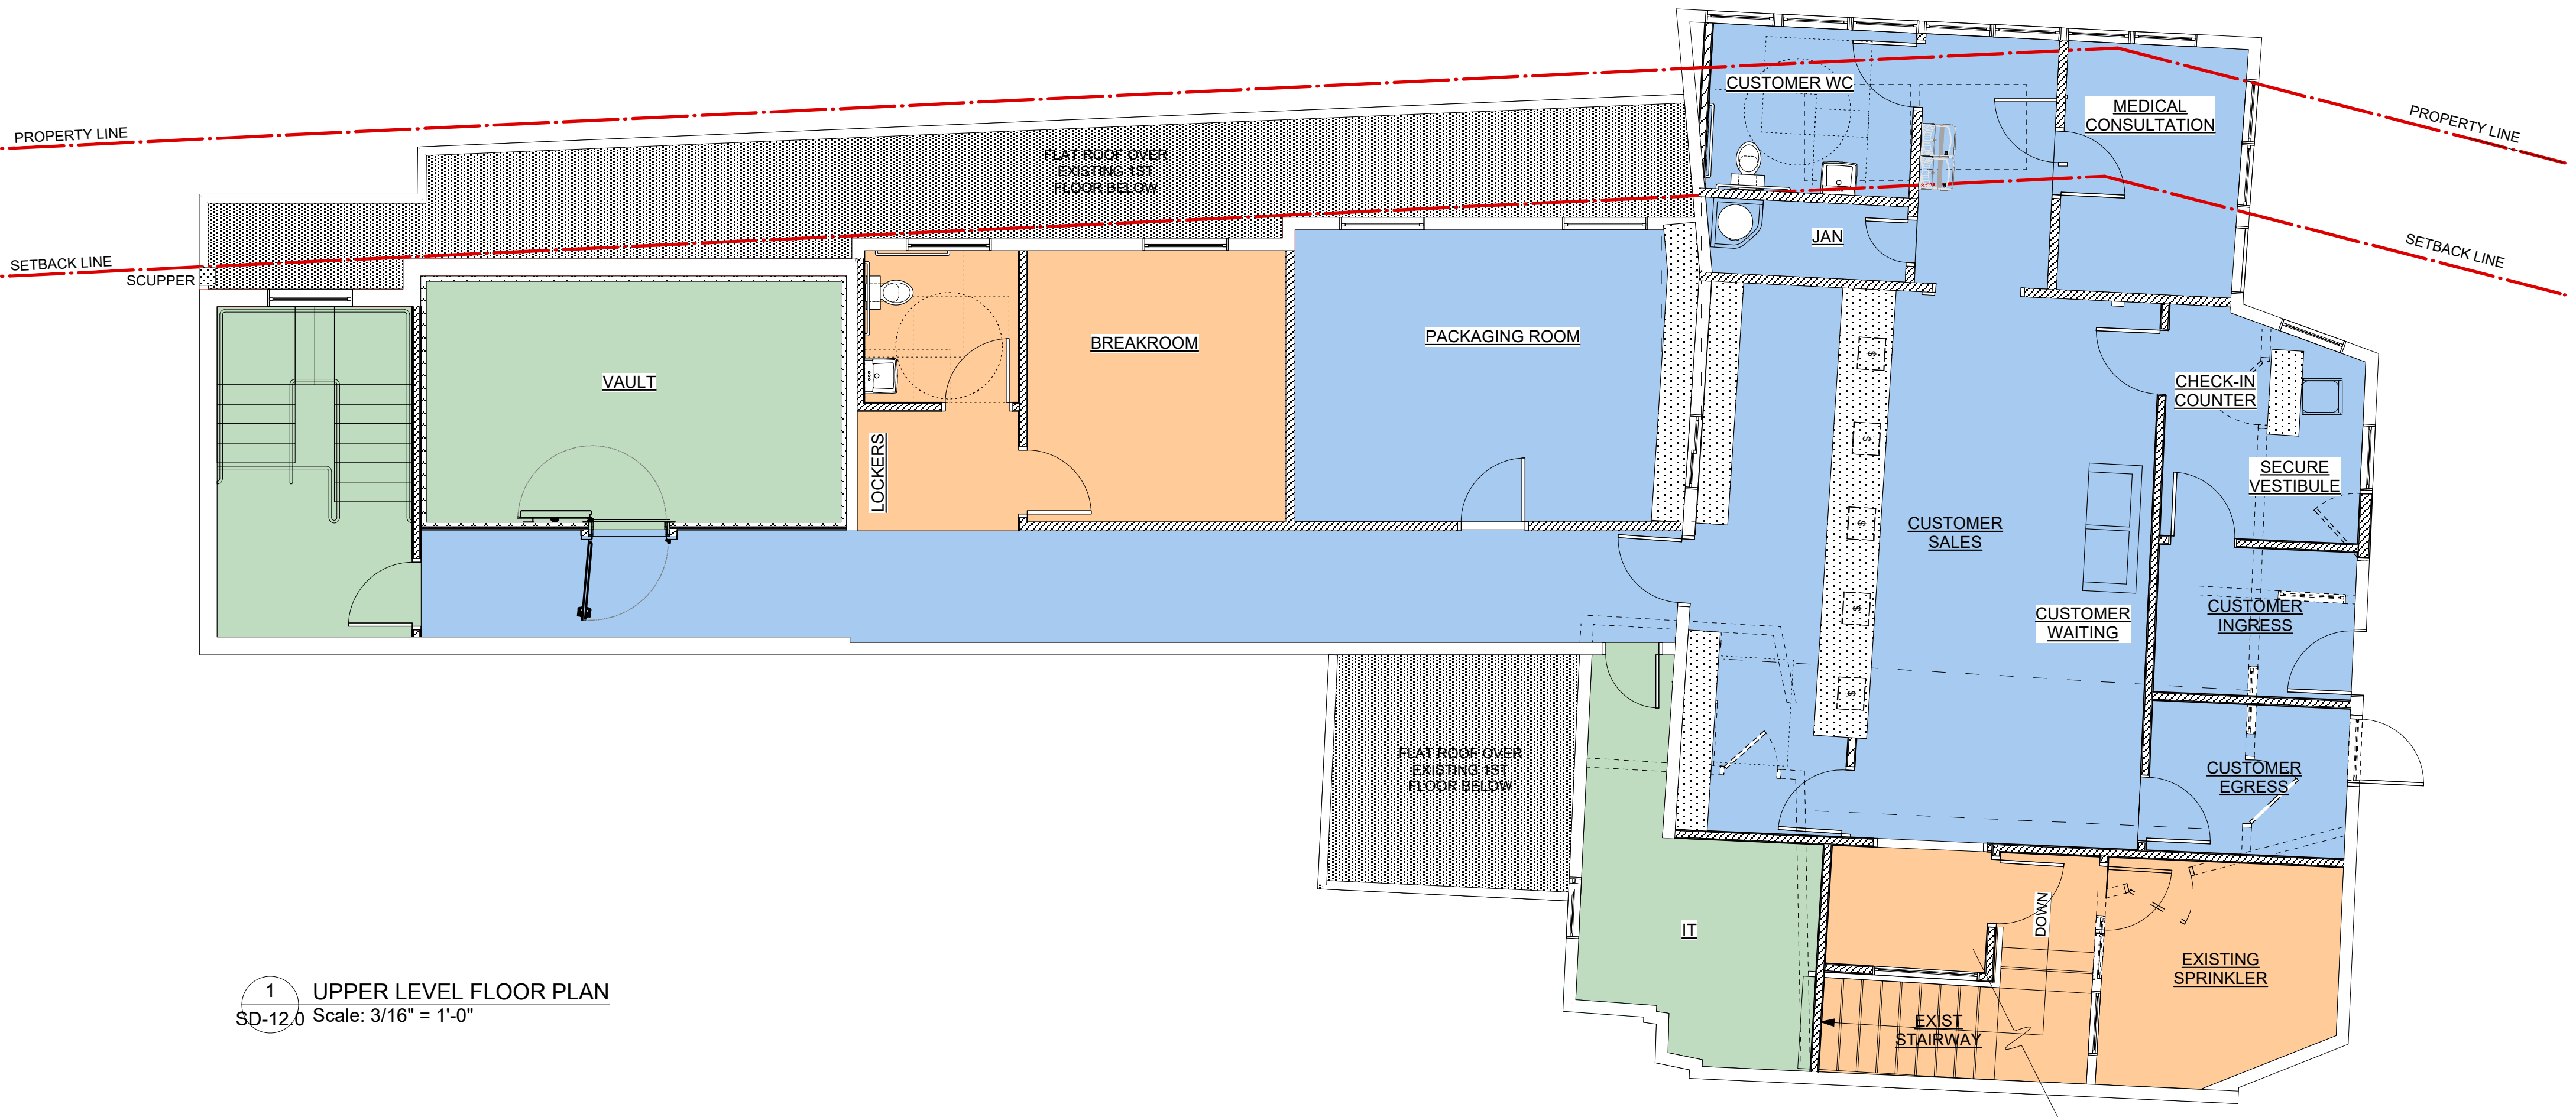 CUSTOMER WC
MEDICAL
CONSULTATION
PROPERTY LINE
PROPERTY LINE
FLAT ROOF OVER
EXISTING 1ST
FLOOR BELOW
JAN
SETBACK LINE
SETBACK LINE
SCUPPER
VAULT
BREAKROOM
PACKAGING ROOM
LOCKERS
CHECK-IN
COUNTER
SECURE
VESTIBULE
S
S
S
S
S
CUSTOMER
SALES
CUSTOMER
WAITING
CUSTOMER
INGRESS
FLAT ROOF OVER
EXISTING 1ST
FLOOR BELOW
CUSTOMER
EGRESS
IT
DOWN
EXISTING
SPRINKLER
EXIST
STAIRWAY
1
SD-12.0
UPPER LEVEL FLOOR PLAN
Scale: 3/16" = 1'-0"